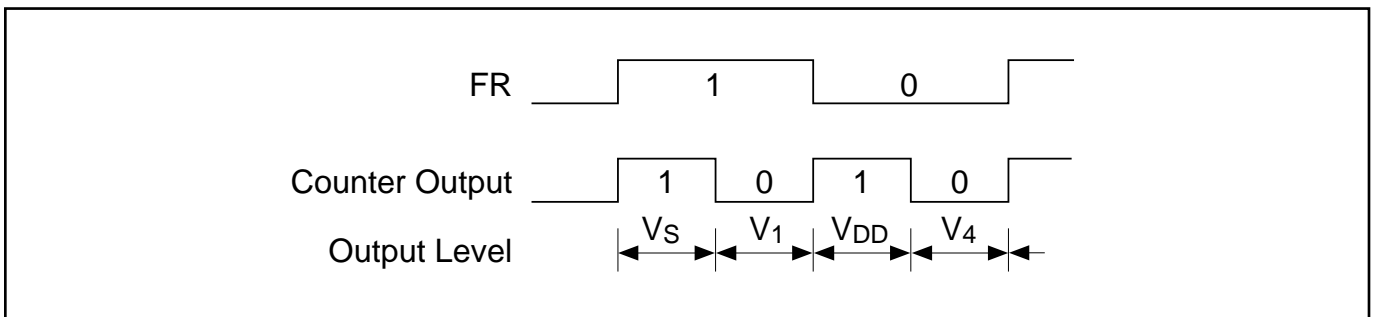 FR 1 0
Counter Output 1 0 1 0
Output Level VS V1 VDD V4